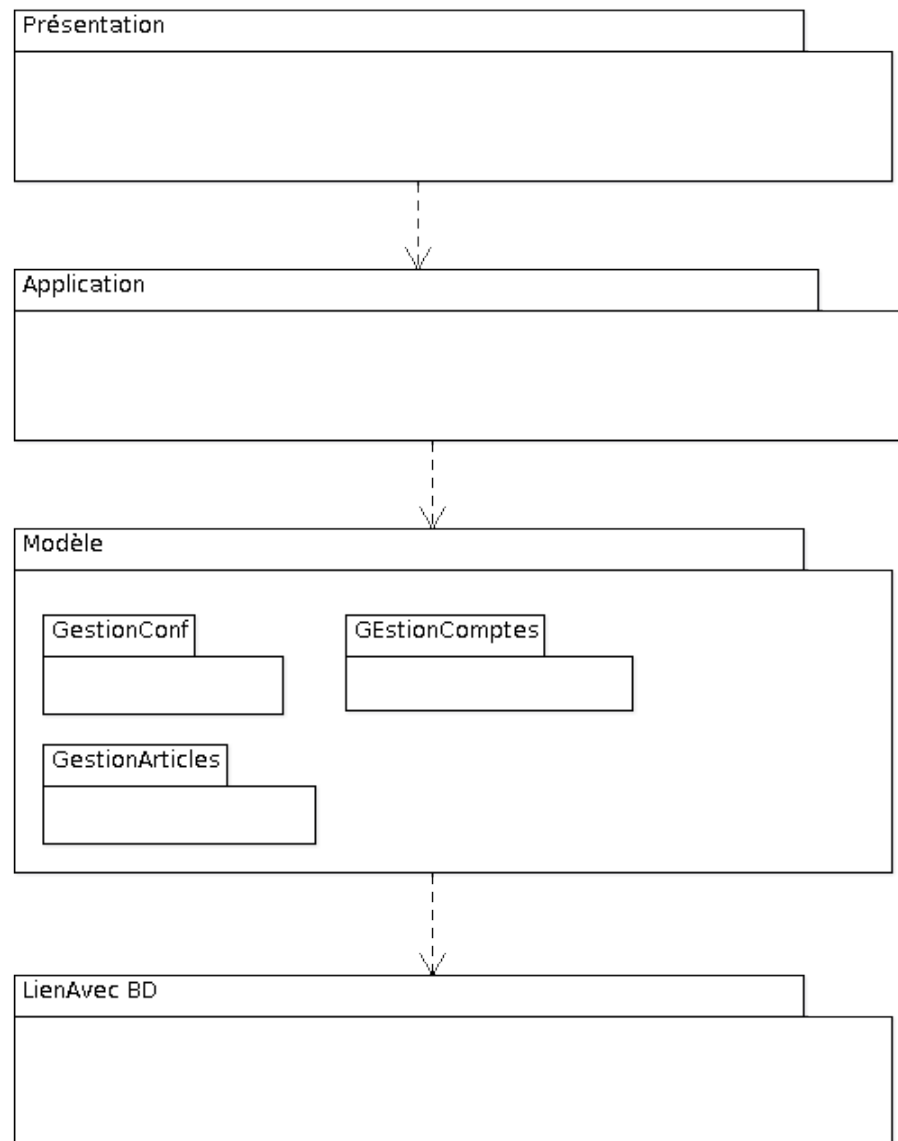 Présentation
Application
Modèle
GestionConf
GEstionComptes
GestionArticles
LienAvec BD